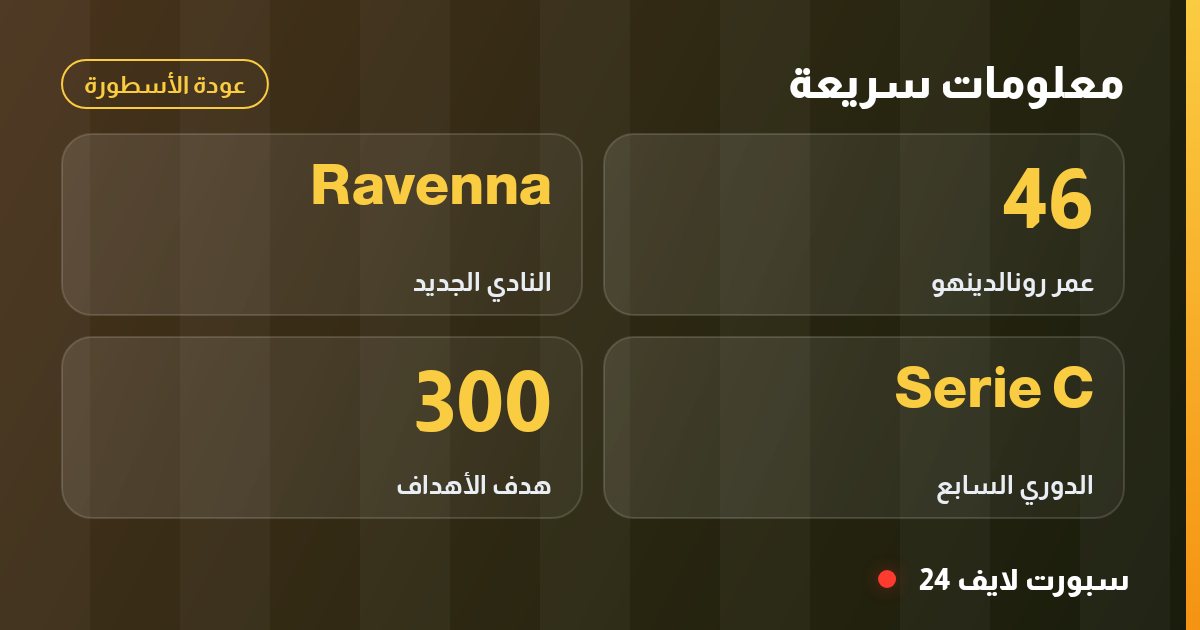 معلومات سريعة
عودة الأسطورة
46
عمر رونالدينهو
Ravenna
النادي الجديد
Serie C
الدوري السابع
300
هدف الأهداف
سبورت لايف 24